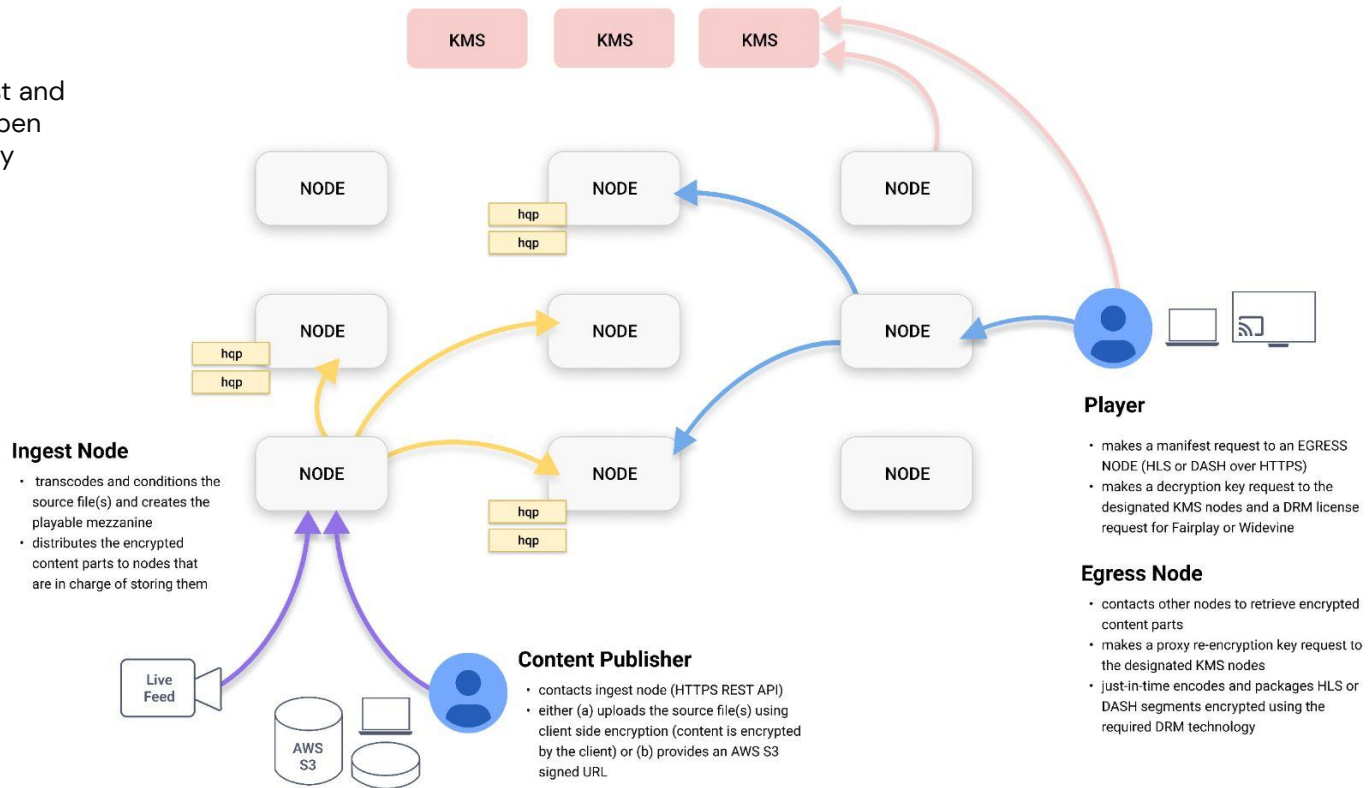 KMS
KMS
KMS
st and
pen
y
NODE
NODE
NODE
hqp
hqp
NODE
NODE
NODE
hqp
hqp
NODE
NODE
NODE
hqp
hqp
Ingest Node
• transcodes and conditions the
source file(s) and creates the
playable mezzanine
• distributes the encrypted
content parts to nodes that
are in charge of storing them
Live
Feed
AWS
S3
Content Publisher
• contacts ingest node (HTTPS REST API)
• either (a) uploads the source file(s) using
client side encryption (content is encrypted
by the client) or (b) provides an AWS S3
signed URL
Player
• makes a manifest request to an EGRESS
NODE (HLS or DASH over HTTPS)
• makes a decryption key request to the
designated KMS nodes and a DRM license
request for Fairplay or Widevine
Egress Node
• contacts other nodes to retrieve encrypted
content parts
• makes a proxy re-encryption key request to
the designated KMS nodes
• just-in-time encodes and packages HLS or
DASH segments encrypted using the
required DRM technology